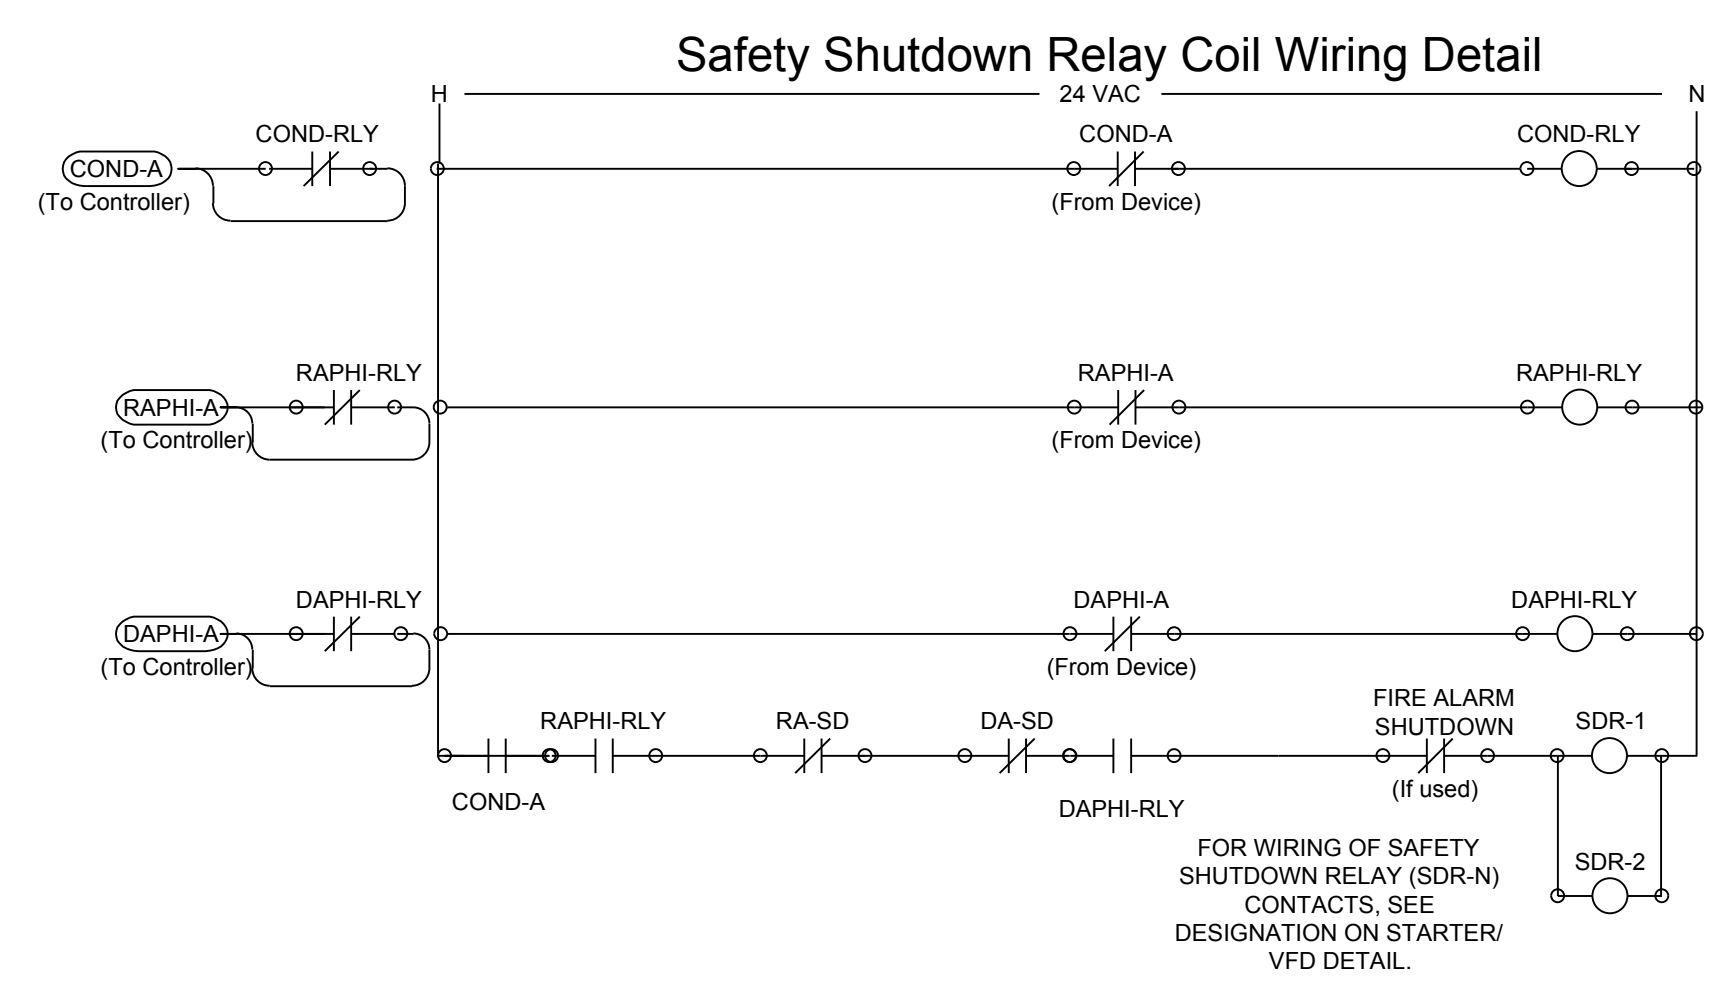 Safety Shutdown Relay Coil Wiring Detail
H
24 VAC
N
COND-RLY
COND-A
COND-RLY
COND-A
(To Controller)
(From Device)
RAPHI-RLY
RAPHI-A
RAPHI-RLY
RAPHI-A
(To Controller)
(From Device)
DAPHI-RLY
DAPHI-A
DAPHI-RLY
DAPHI-A
(To Controller)
(From Device)
RAPHI-RLY
RA-SD
DA-SD
FIRE ALARM
SHUTDOWN
SDR-1
(If used)
COND-A
DAPHI-RLY
SDR-2
FOR WIRING OF SAFETY
SHUTDOWN RELAY (SDR-N)
CONTACTS, SEE
DESIGNATION ON STARTER/
VFD DETAIL.